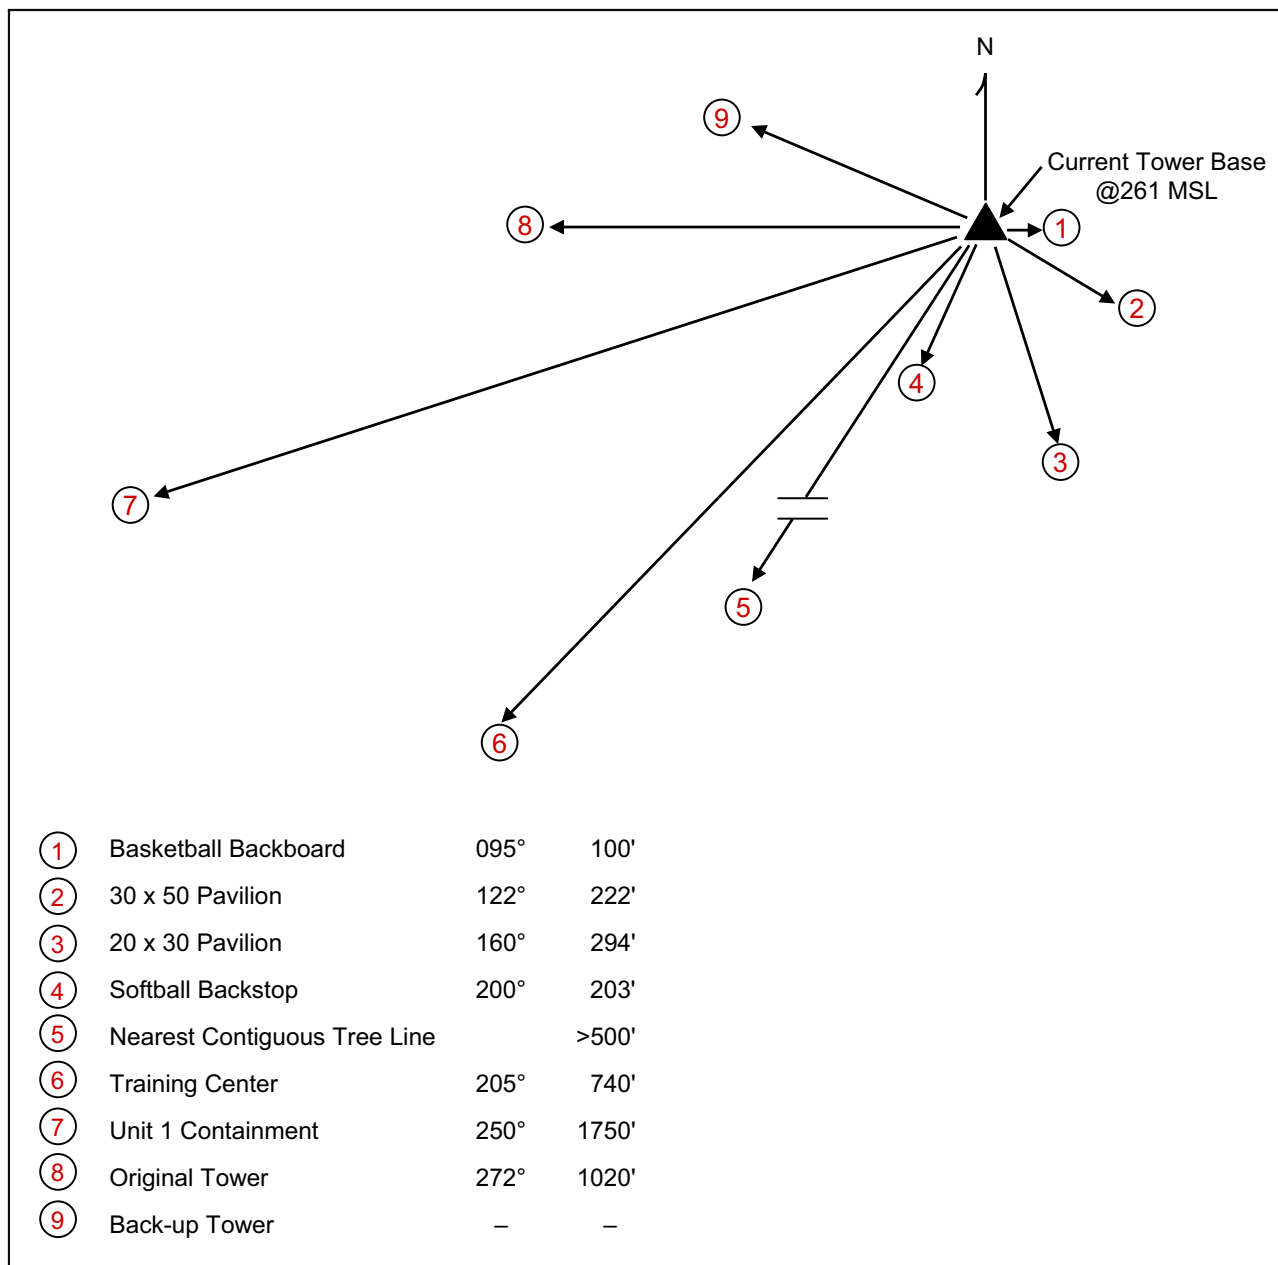 N
9
Current Tower Base
@261 MSL
8
1
2
4
3
7
5
6
1 Basketball Backboard 095° 100'
2 30 x 50 Pavilion 122° 222'
3 20 x 30 Pavilion 160° 294'
4 Softball Backstop 200° 203'
5 Nearest Contiguous Tree Line >500'
6 Training Center 205° 740'
7 Unit 1 Containment 250° 1750'
8 Original Tower 272° 1020'
9 Back-up Tower – –